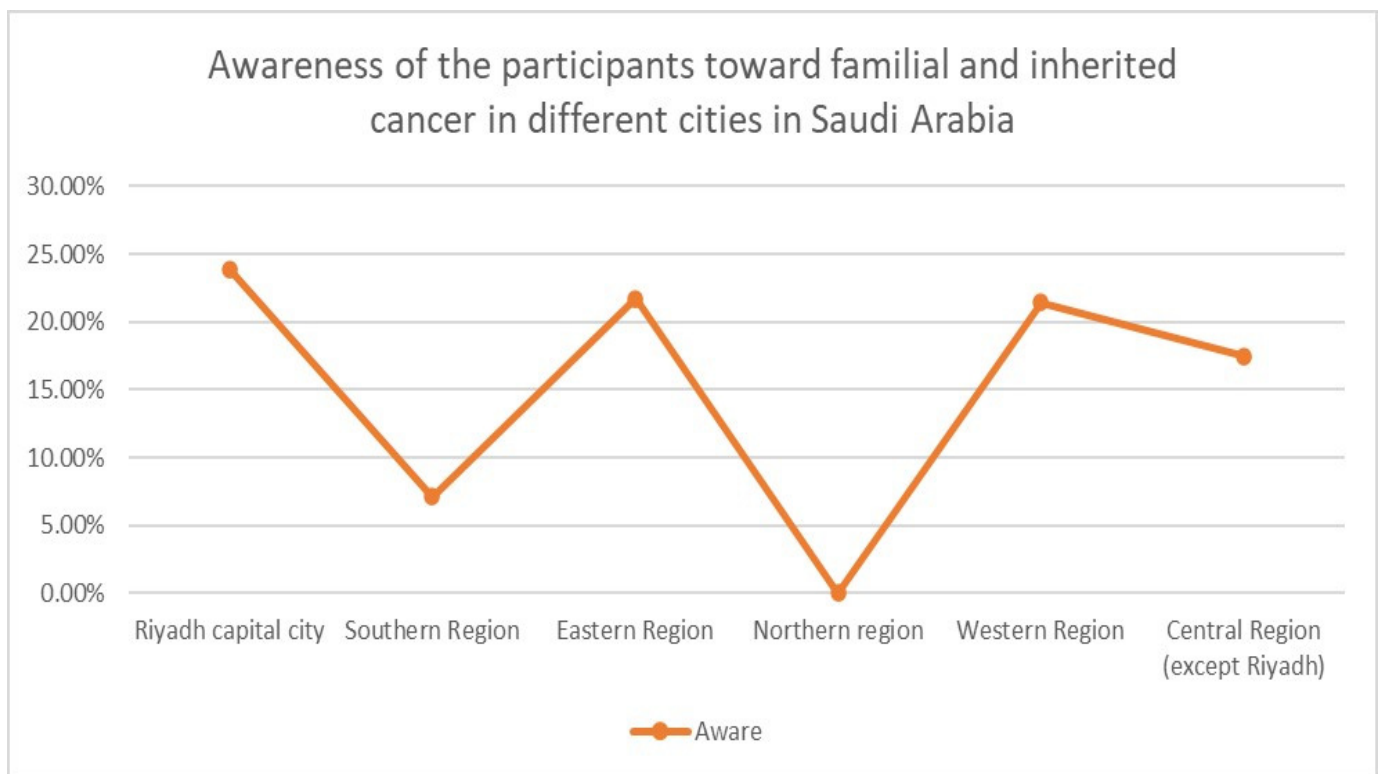 Awareness of the participants toward familial and inherited
cancer in different cities in Saudi Arabia
30.00%
25.00%
20.00%
15.00%
10.00%
5.00%
0.00%
Riyadh capital city Southern Region Eastern Region Northern region Western Region Central Region
(except Riyadh)
Aware